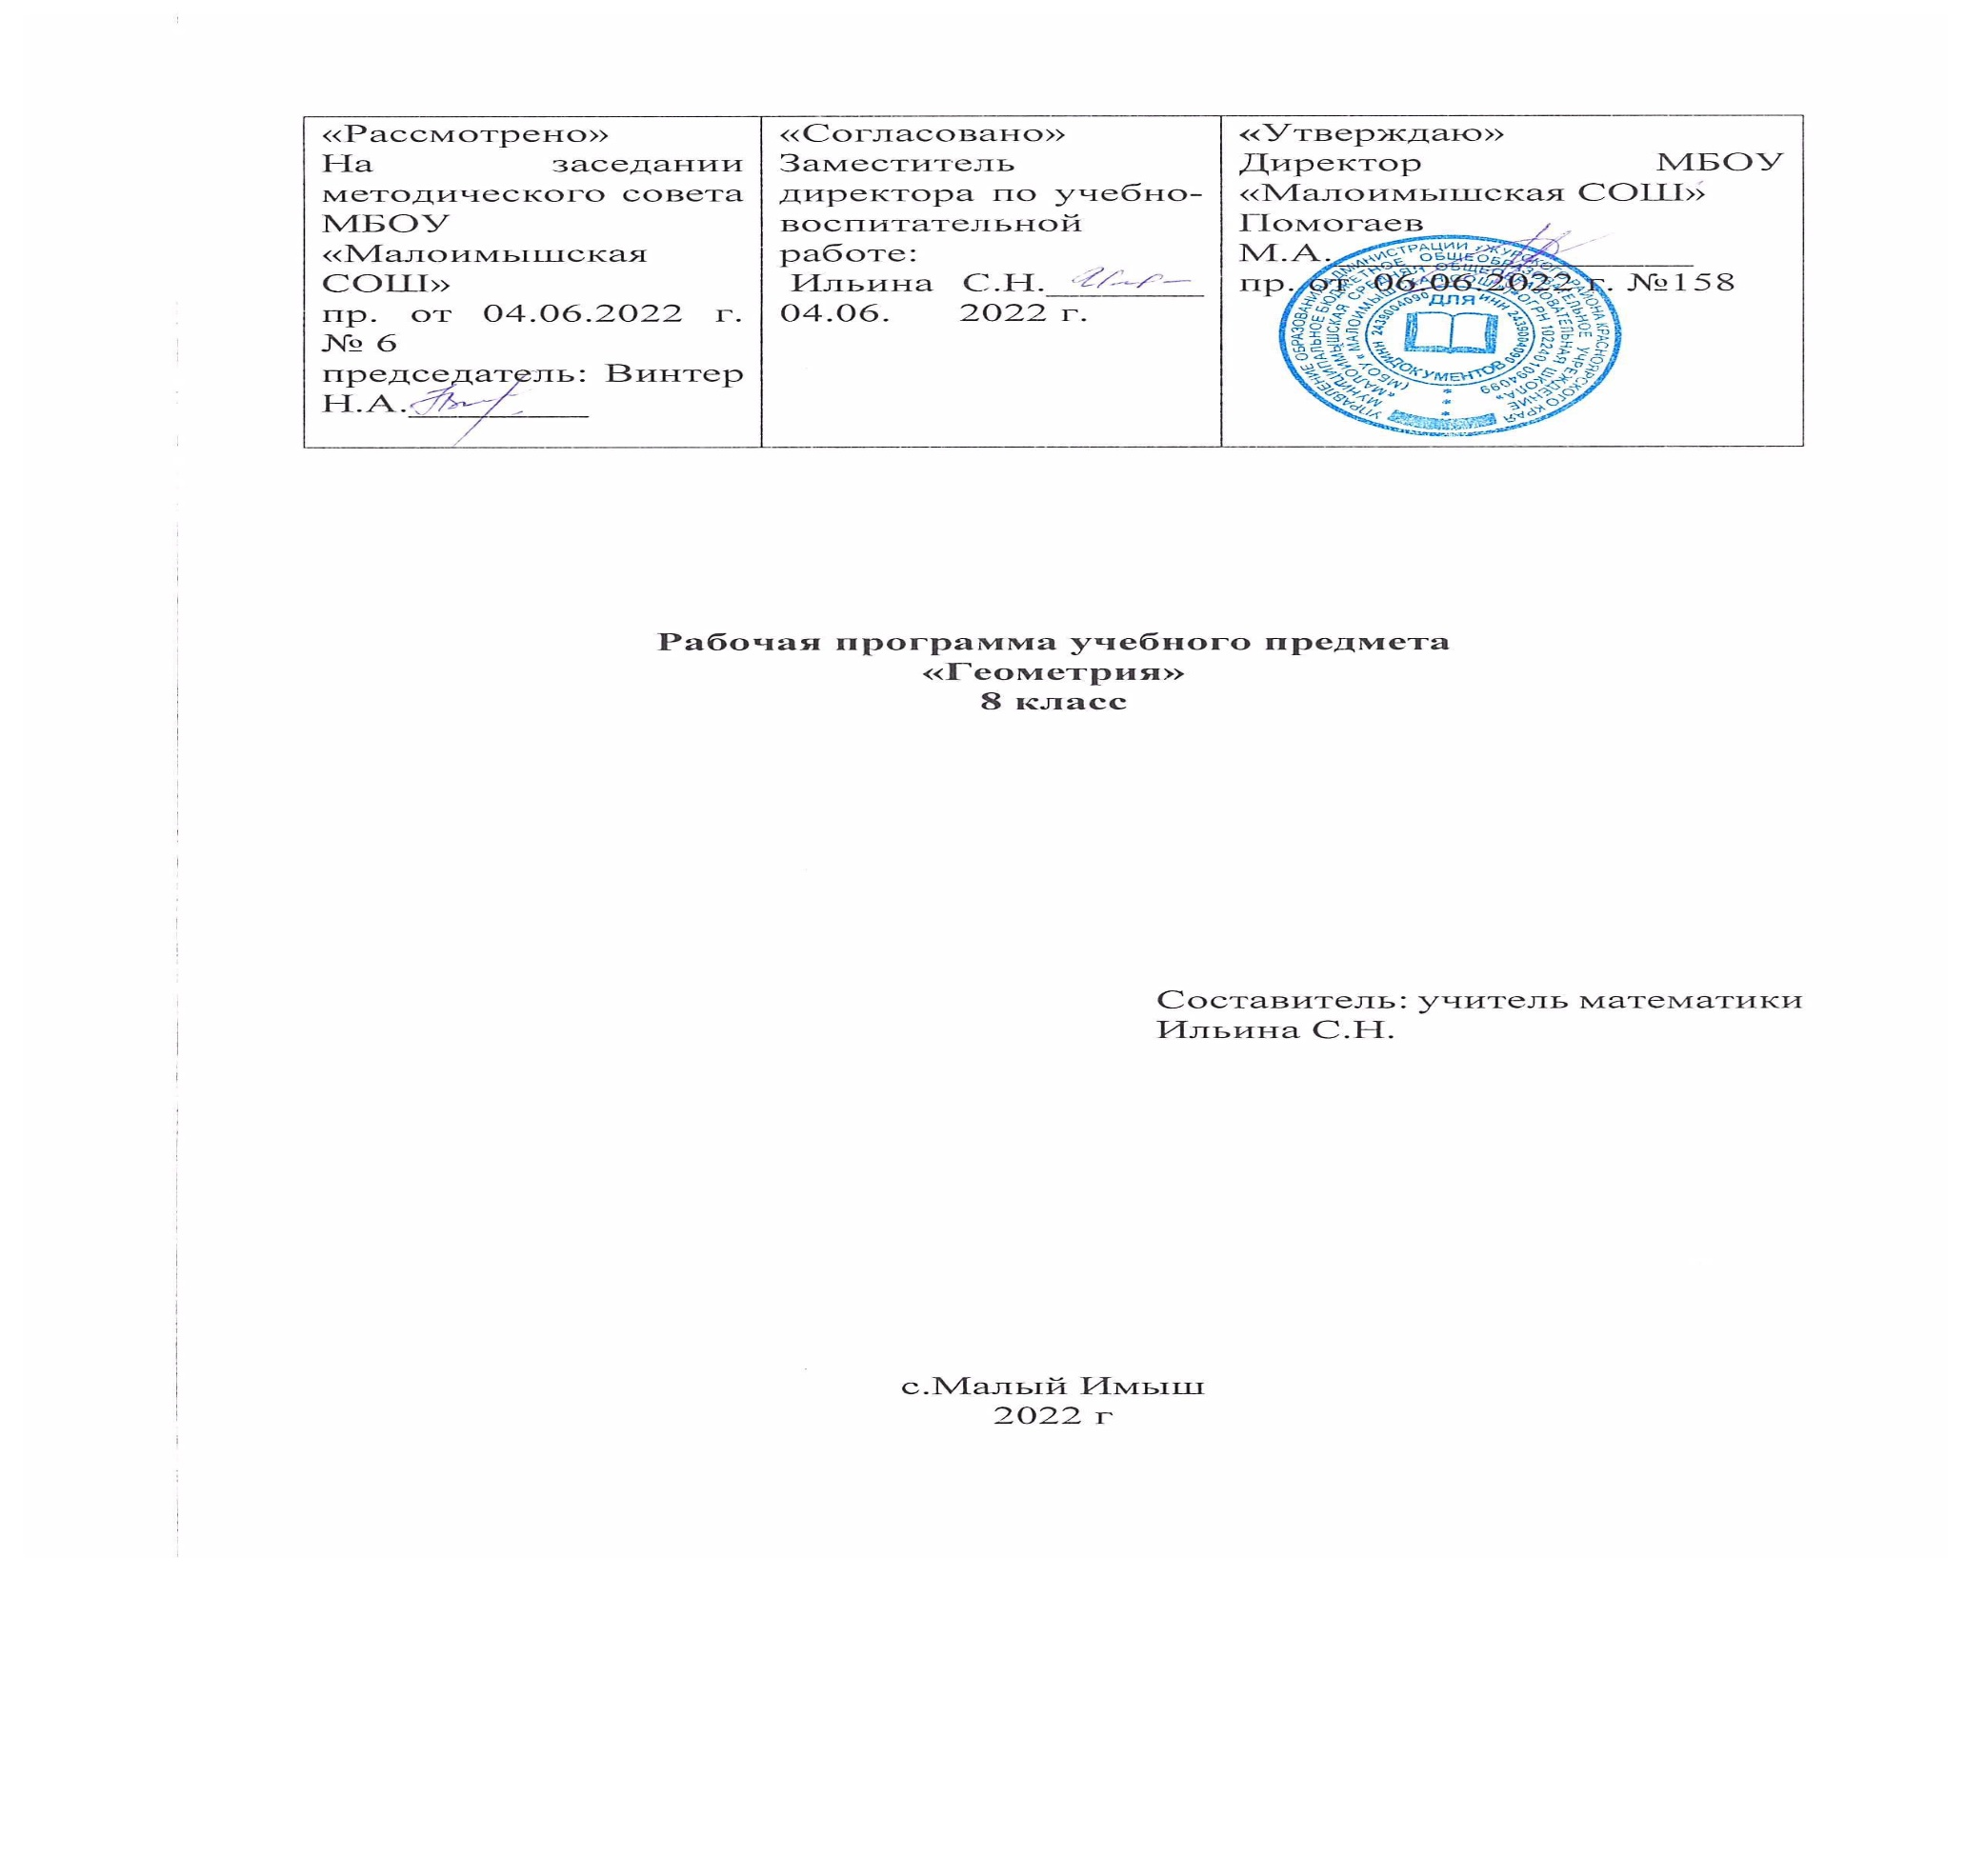 «Рассмотрено»
На заседании
методического совета
МБОУ
«Малоимышская
СОШ»
пр. от 04.06.2022 г.
№ 6
председатель: Винтер
Н.А.
«Согласовано»
Заместитель
директора по учебно-
воспитательной
работе:
Ильина С.Н.
04.06. 2022 г.
«Утверждаю»
Директор МБОУ
«Малоимышская СОШ»
Помогаев
М.А.
пр. от 06.06.2022 г. №158
ДЛЯ
ДОКУМЕНТОВ
Рабочая программа учебного предмета
«Геометрия»
8 класс
Составитель: учитель математики
Ильина С.Н.
с.Малый Имыш
2022 г